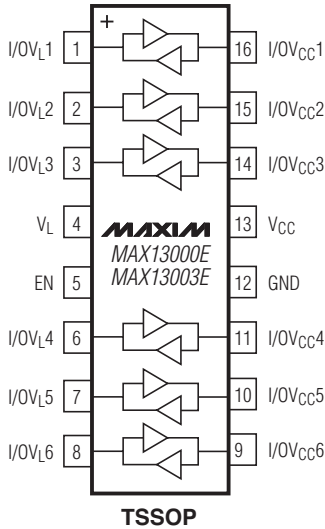 +
I/OVL1 1 16 I/OVCC1
I/OVL2 2 15 I/OVCC2
I/OVL3 3 14 I/OVCC3
VL 4 MAXIM 13 VCC
MAX13000E
MAX13003E
EN 5 12 GND
I/OVL4 6 11 I/OVCC4
I/OVL5 7 10 I/OVCC5
I/OVL6 8 9 I/OVCC6
TSSOP